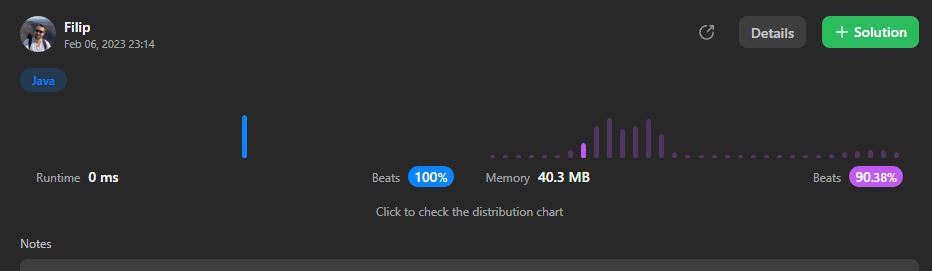 Filip
Feb 06, 2023 23:14
Details
+ Solution
Java
Runtime 0 ms Beats 100% Memory 40.3 MB Beats 90.38%
Click to check the distribution chart
Notes